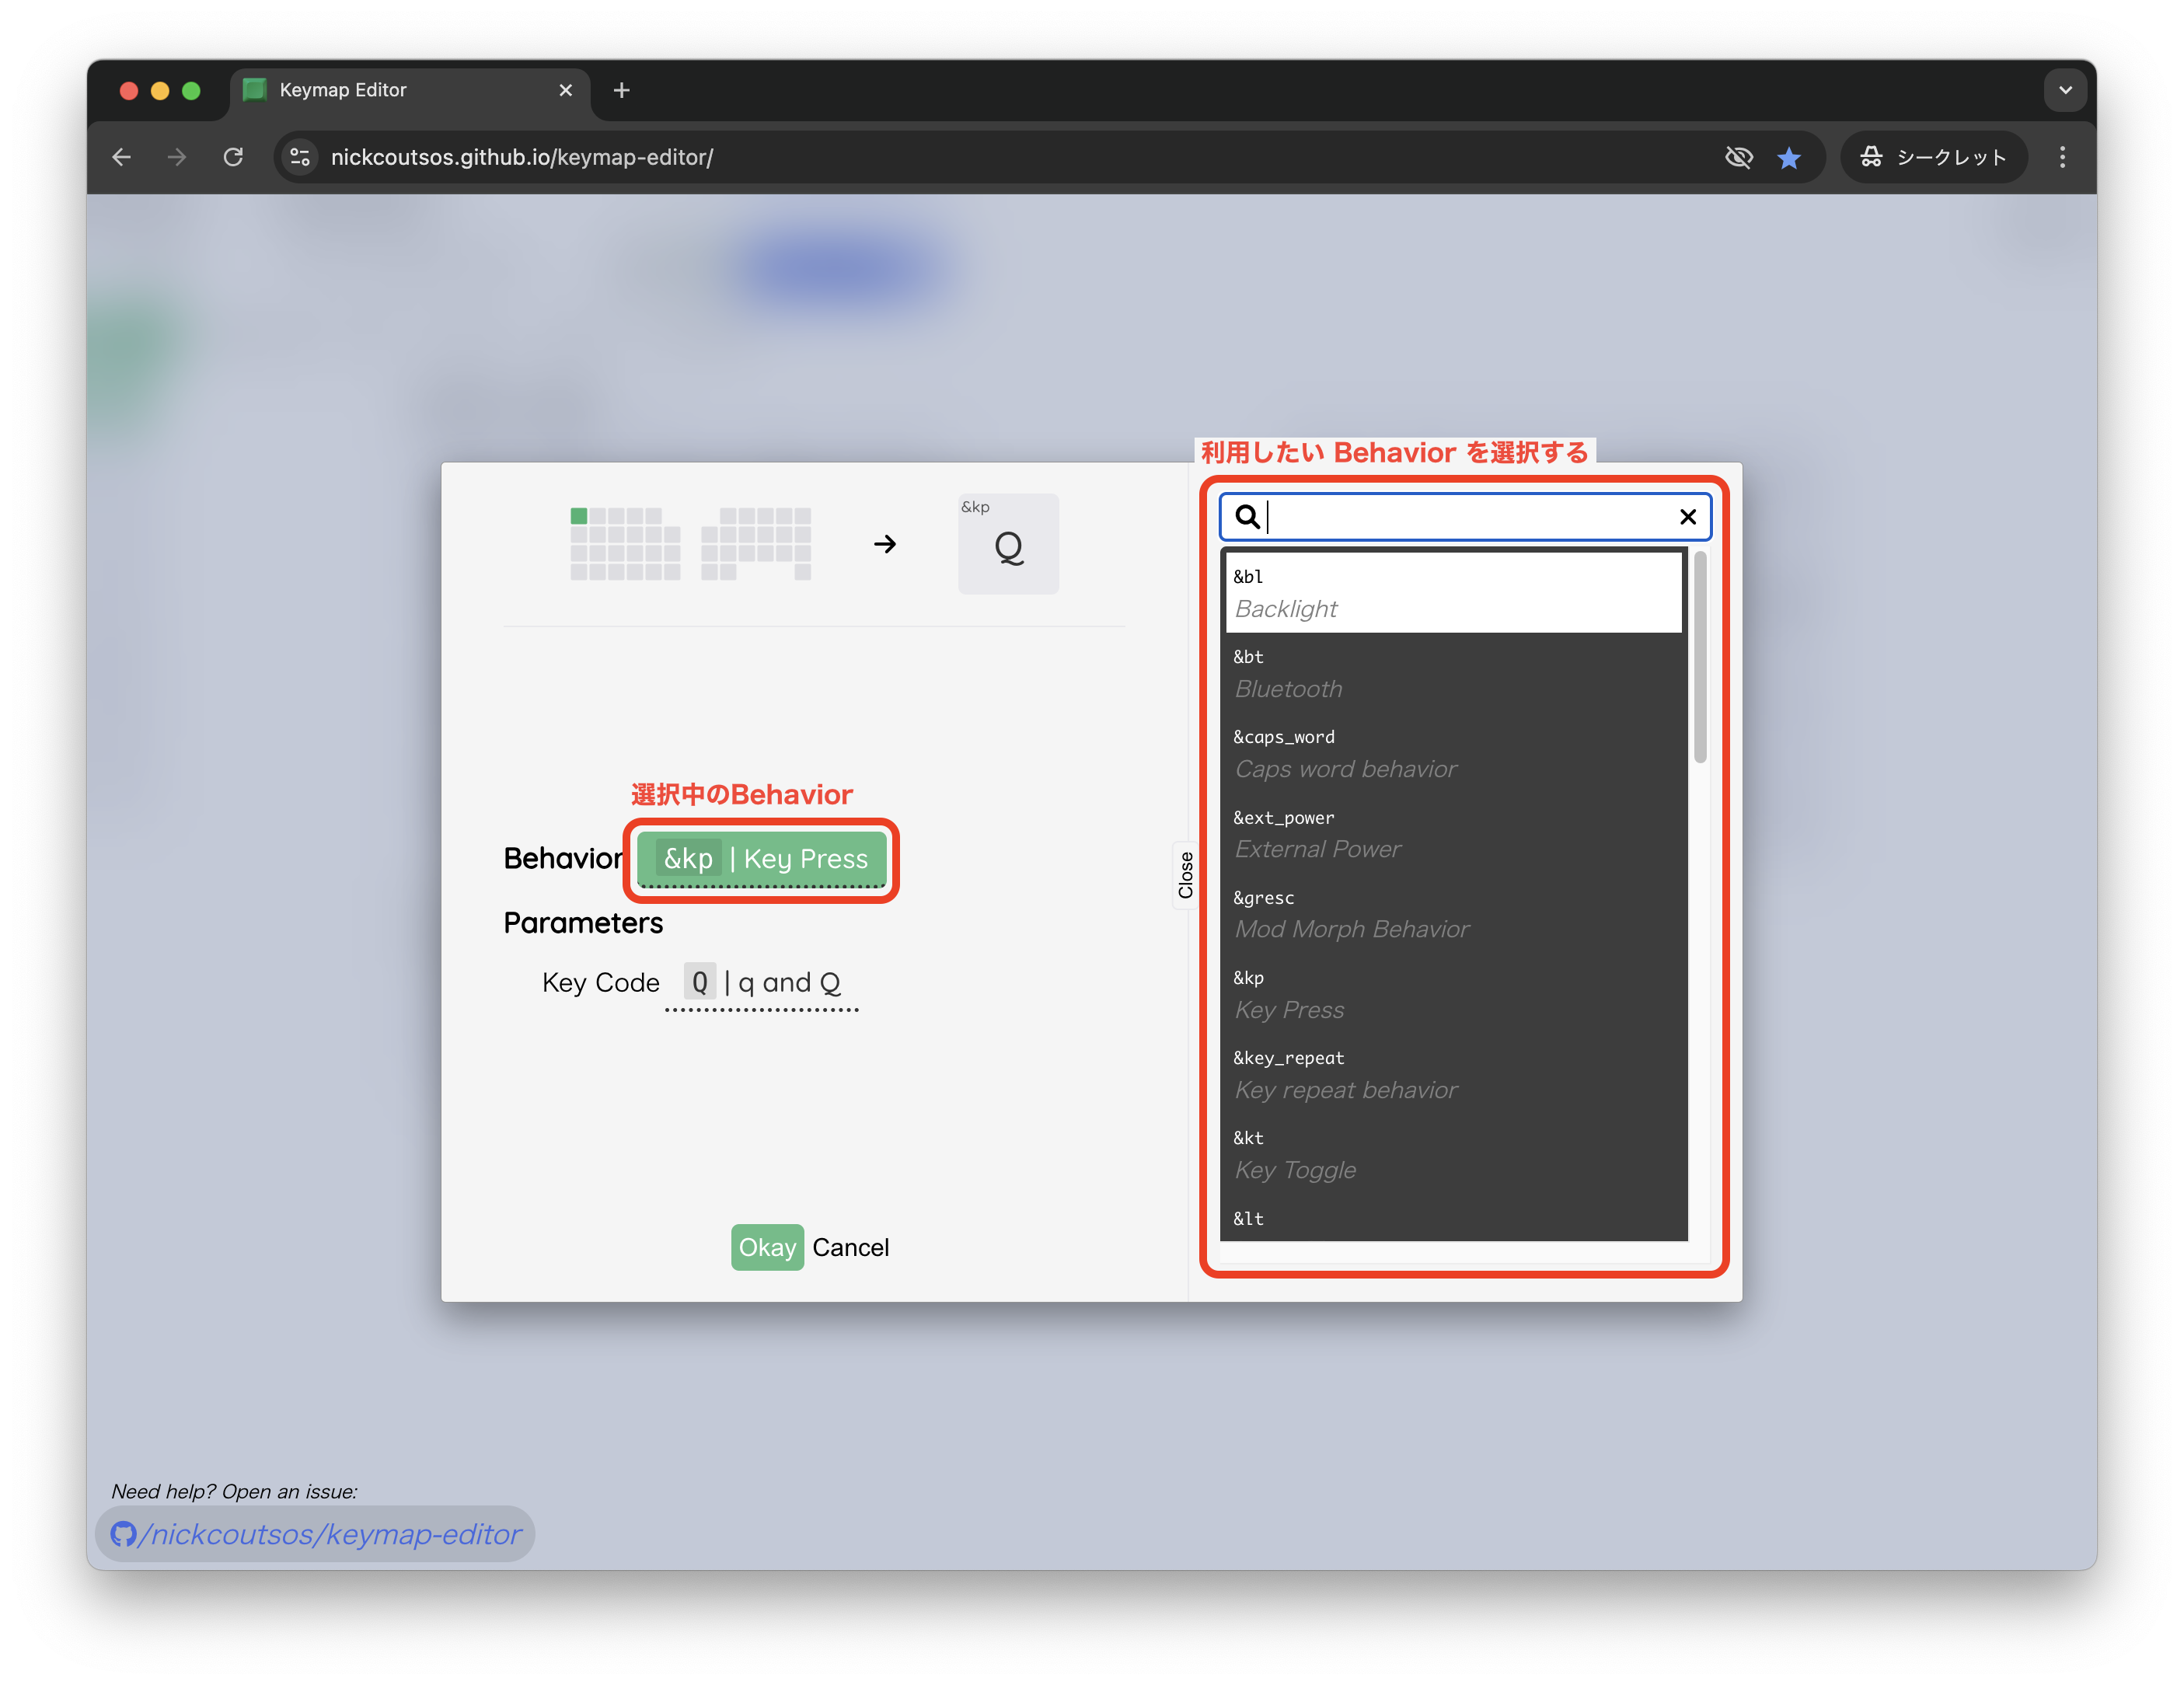 Keymap Editor
nickcoutsos.github.io/keymap-editor/
シークレット
利用したい Behavior を選択する
&kp
Q
選択中のBehavior
Behavior &kp | Key Press
Parameters
Key Code Q | q and Q
Okay Cancel
Close
&bl
Backlight
&bt
Bluetooth
&caps_word
Caps word behavior
&ext_power
External Power
&gresc
Mod Morph Behavior
&kp
Key Press
&key_repeat
Key repeat behavior
&kt
Key Toggle
&lt
Need help? Open an issue:
/nickcoutsos/keymap-editor